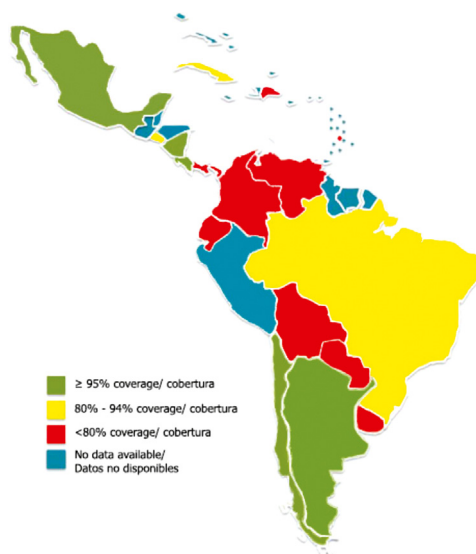 ≥ 95% coverage/ cobertura
80% - 94% coverage/ cobertura
<80% coverage/ cobertura
No data available/
Datos no disponibles